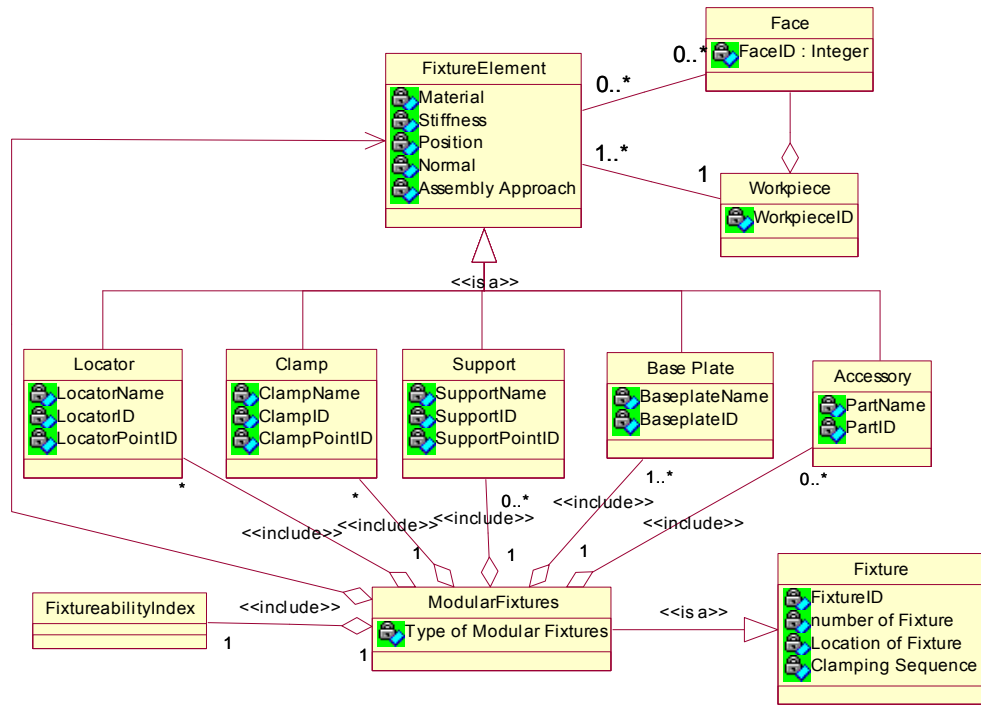 Face
FaceID : Integer
0..*
0..*
FixtureElement
Material
Stiffness
Position
Normal
Assembly Approach
1..*
1
Workpiece
WorkpieceID
<<is a>>
Locator
LocatorName
LocatorID
LocatorPointID
Clamp
ClampName
ClampID
ClampPointID
Support
SupportName
SupportID
SupportPointID
Base Plate
BaseplateName
BaseplateID
Accessory
PartName
PartID
*
*
0..*
1..*
0..*
<<include>>
<<include>>
<<include>>
<<include>>
<<include>>
1
1
1
FixtureabilityIndex
<<include>>
1
1
ModularFixtures
Type of Modular Fixtures
<<is a>>
Fixture
FixtureID
number of Fixture
Location of Fixture
Clamping Sequence